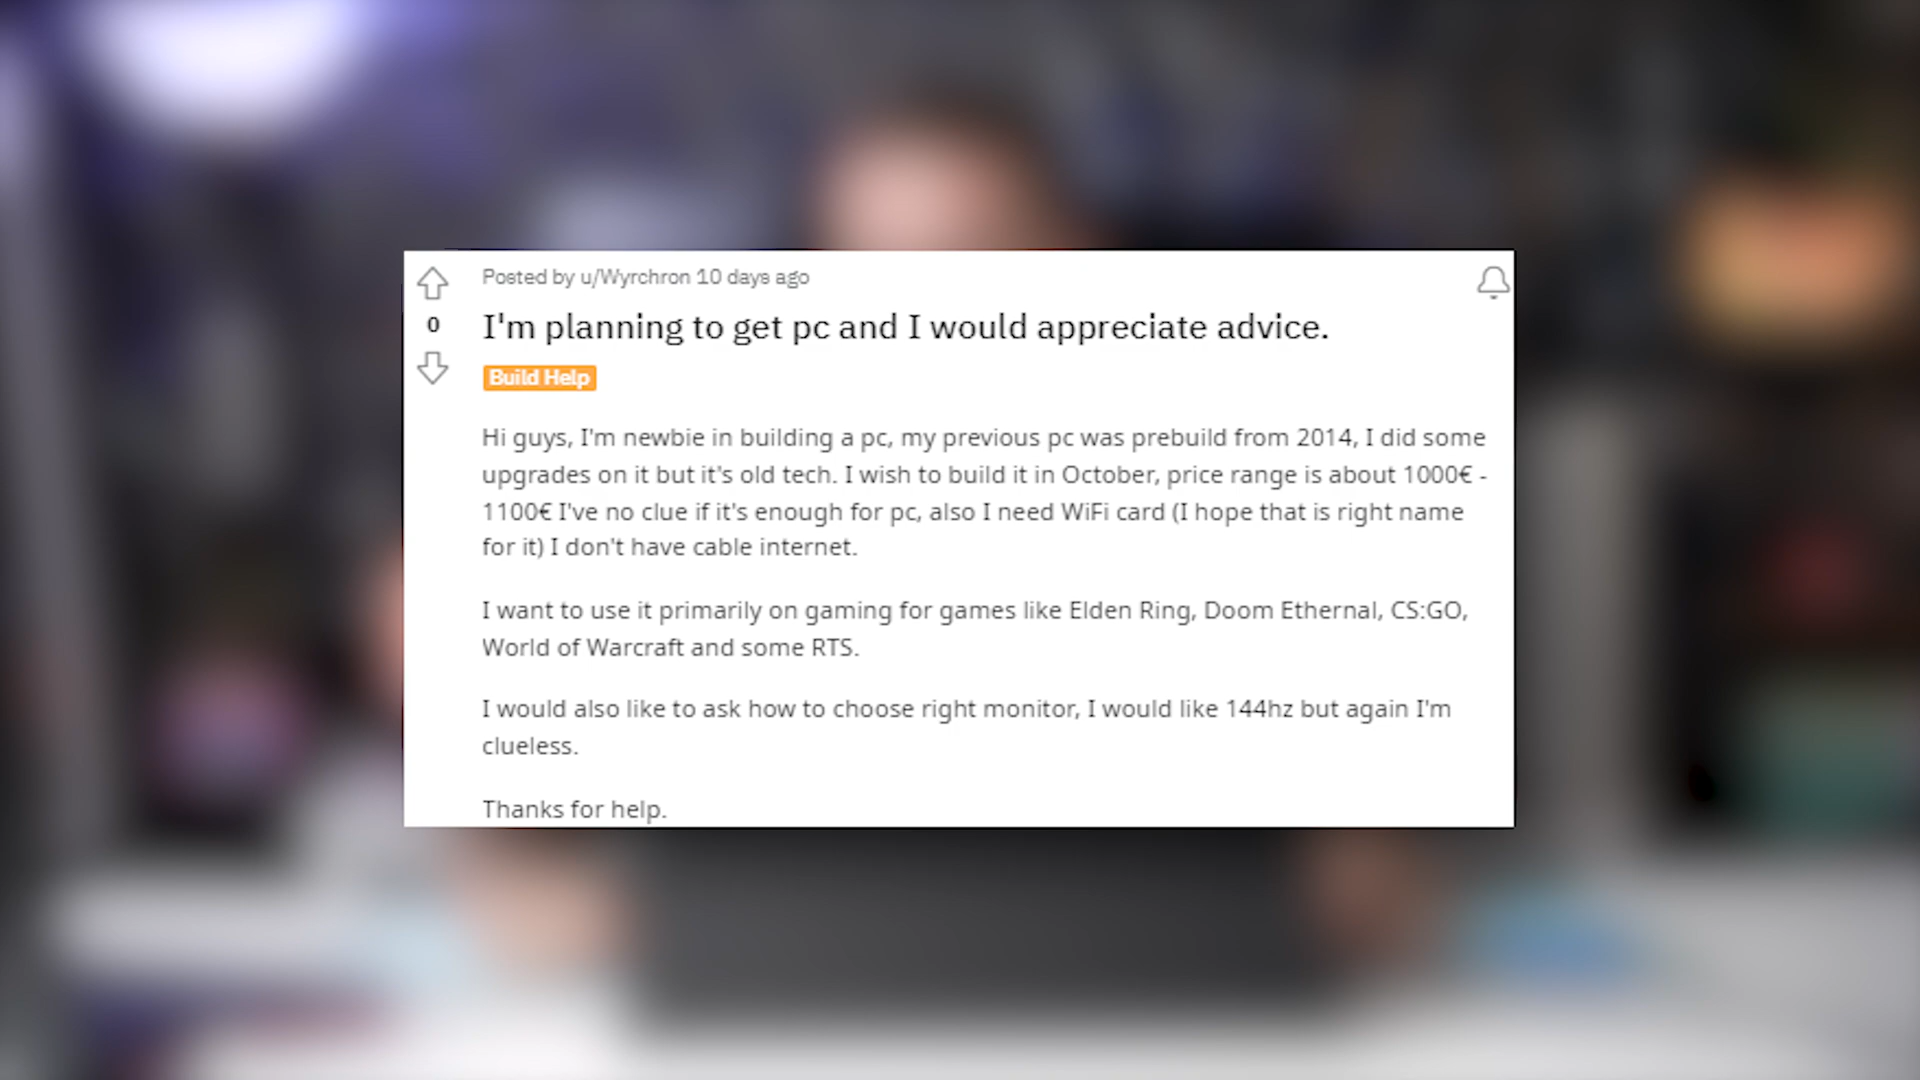 Posted by u/Wyrchron 10 days ago
0
I'm planning to get pc and I would appreciate advice.
Build Help
Hi guys, I'm newbie in building a pc, my previous pc was prebuild from 2014, I did some
upgrades on it but it's old tech. I wish to build it in October, price range is about 1000€ -
1100€ I've no clue if it's enough for pc, also I need WiFi card (I hope that is right name
for it) I don't have cable internet.
I want to use it primarily on gaming for games like Elden Ring, Doom Ethernal, CS:GO,
World of Warcraft and some RTS.
I would also like to ask how to choose right monitor, I would like 144hz but again I'm
clueless.
Thanks for help.